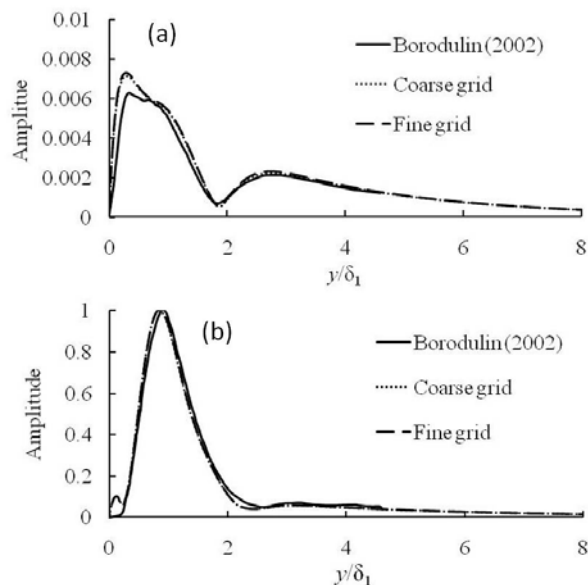 (a)
0.01
0.008
0.006
0.004
0.002
0
Amplitue
Borodulin (2002)
Coarse grid
Fine grid
0 2 4 6 8
y/δ1
(b)
1
0.8
0.6
0.4
0.2
0
Amplitude
Borodulin (2002)
Coarse grid
Fine grid
0 2 4 6 8
y/δ1